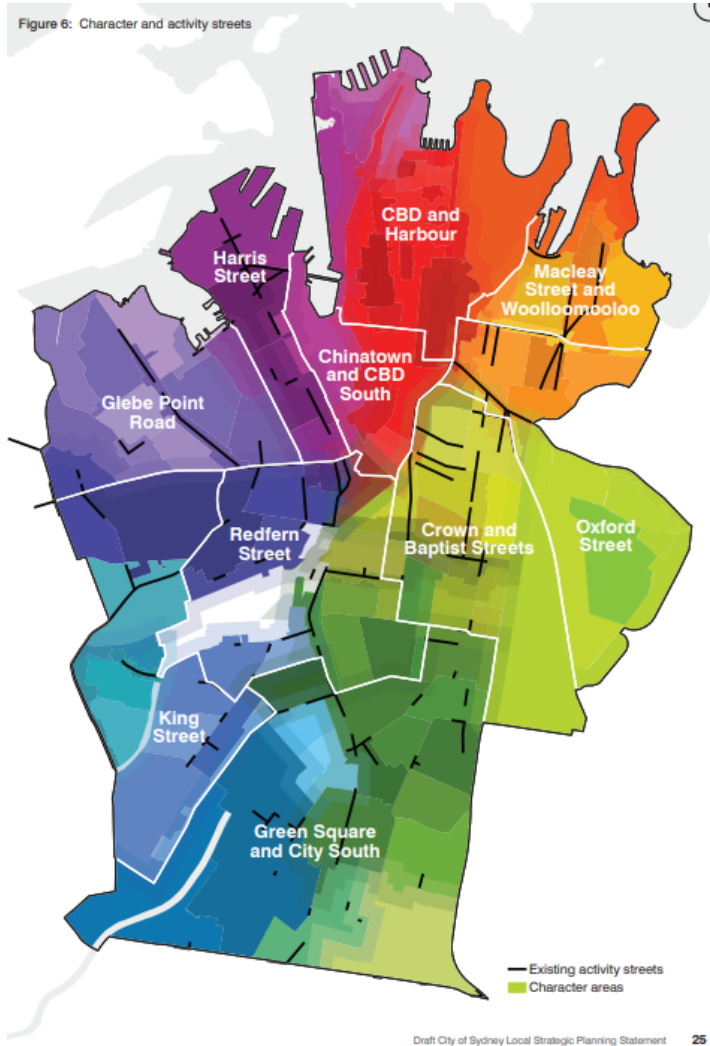 Figure 6: Character and activity streets
CBD and
Harbour
Harris
Street
Macleay
Street and
Woolloomooloo
Chinatown
and CBD
South
Glebe Point
Road
Redfern
Street
Crown and
Baptist Streets
Oxford
Street
King
Street
Green Square
and City South
Existing activity streets
Character areas
Draft City of Sydney Local Strategic Planning Statement 25